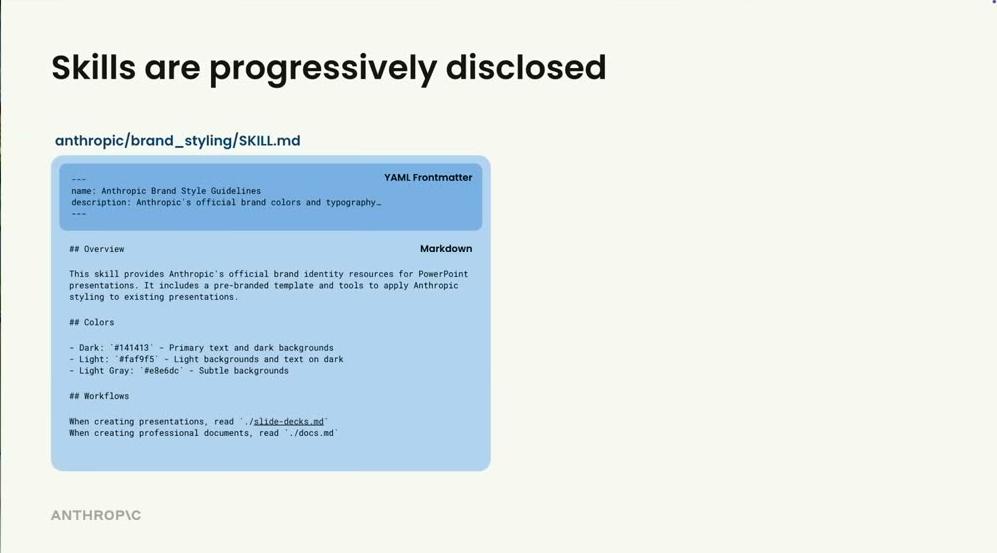 Skills are progressively disclosed
anthropic/brand_styling/SKILL.md
---
YAML Frontmatter
name: Anthropic Brand Style Guidelines
description: Anthropic's official brand colors and typography…
---
## Overview
Markdown
This skill provides Anthropic's official brand identity resources for PowerPoint
presentations. It includes a pre-branded template and tools to apply Anthropic
styling to existing presentations.
## Colors
- Dark: `#141413` - Primary text and dark backgrounds
- Light: `#faf9f5` - Light backgrounds and text on dark
- Light Gray: `#e8e6dc` - Subtle backgrounds
## Workflows
When creating presentations, read `./slide-decks.md`
When creating professional documents, read `./docs.md`
ANTHROP\C